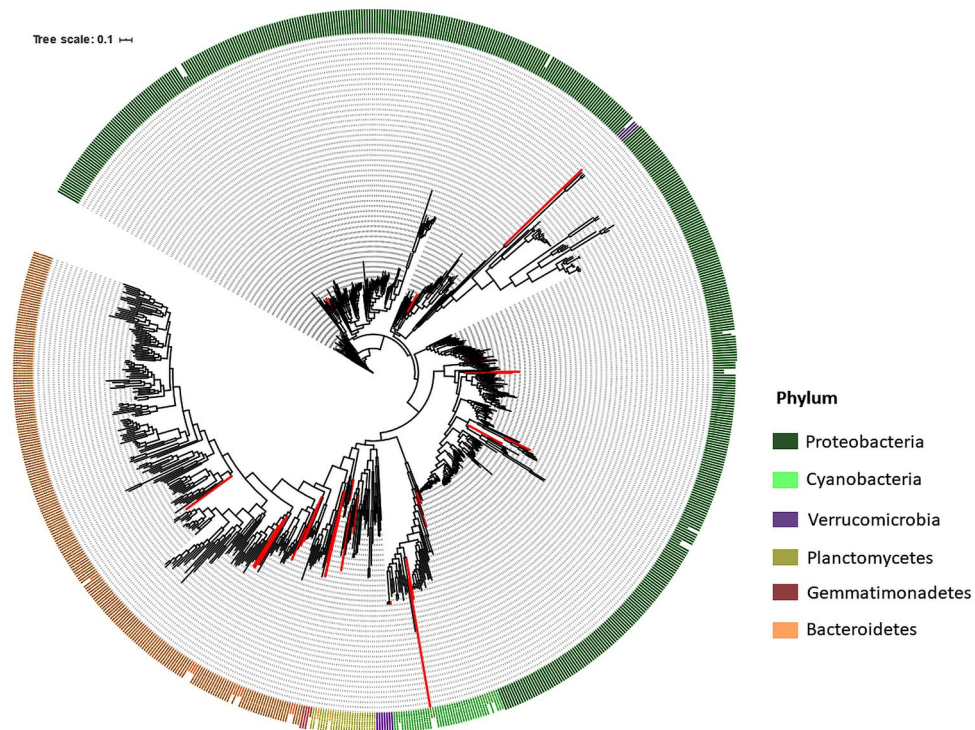 Tree scale: 0.1
Phylum
Proteobacteria
Cyanobacteria
Verrucomicrobia
Planctomycetes
Gemmatimonadetes
Bacteroidetes